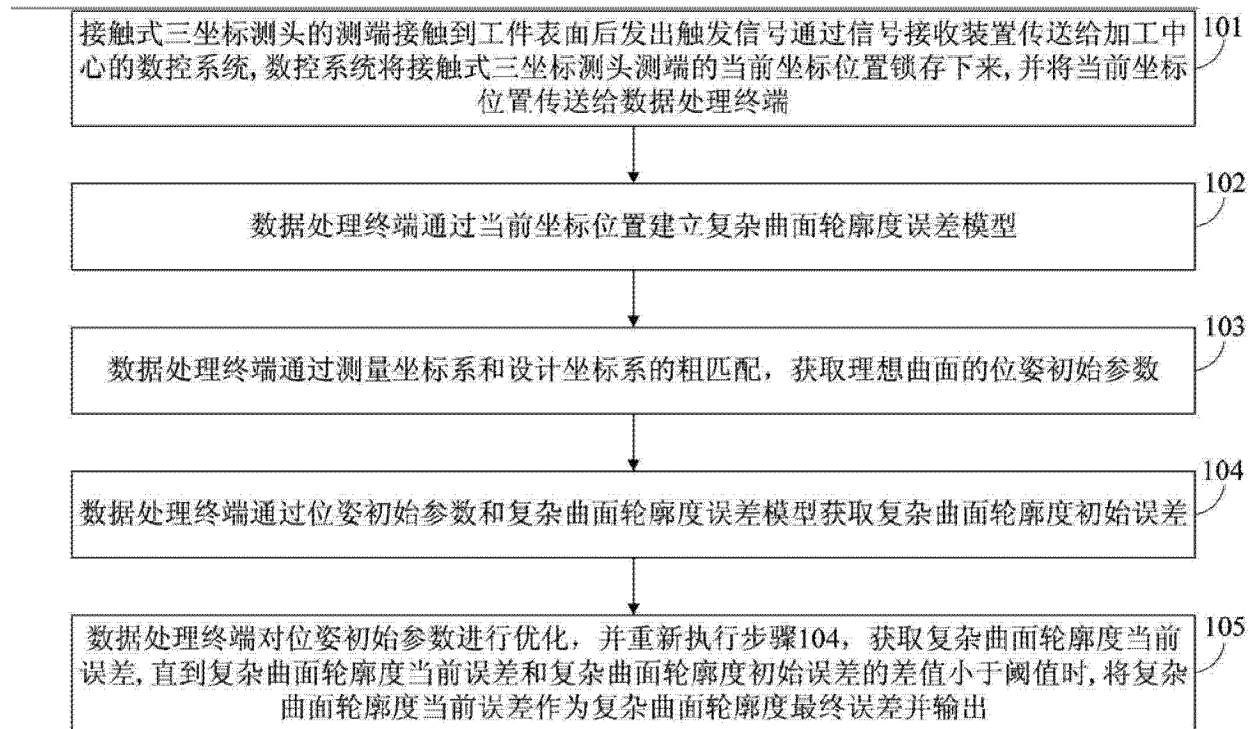 接触式三坐标测头的测端接触到工件表面后发出触发信号通过信号接收装置传送给加工中
心的数控系统,数控系统将接触式三坐标测头测端的当前坐标位置锁存下来,并将当前坐标
位置传送给数据处理终端
101
数据处理终端通过当前坐标位置建立复杂曲面轮廓度误差模型
102
数据处理终端通过测量坐标系和设计坐标系的粗匹配，获取理想曲面的位姿初始参数
103
数据处理终端通过位姿初始参数和复杂曲面轮廓度误差模型获取复杂曲面轮廓度初始误差
104
数据处理终端对位姿初始参数进行优化，并重新执行步骤104，获取复杂曲面轮廓度当前
误差,直到复杂曲面轮廓度当前误差和复杂曲面轮廓度初始误差的差值小于阈值时,将复杂
曲面轮廓度当前误差作为复杂曲面轮廓度最终误差并输出
105